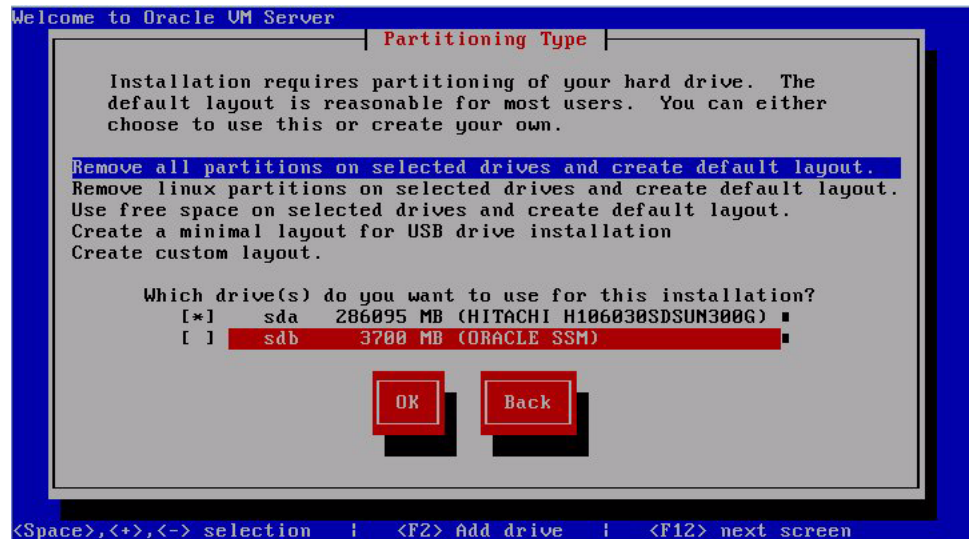 Welcome to Oracle VM Server
Partitioning Type
Installation requires partitioning of your hard drive.  The
default layout is reasonable for most users.  You can either
choose to use this or create your own.
Remove all partitions on selected drives and create default layout.
Remove linux partitions on selected drives and create default layout.
Use free space on selected drives and create default layout.
Create a minimal layout for USB drive installation
Create custom layout.
Which drive(s) do you want to use for this installation?
[*] sda 286095 MB (HITACHI H106030SDSUN300G)
[ ] sdb 3700 MB (ORACLE SSM)
OK Back
<Space>,<+>,<-> selection | <F2> Add drive | <F12> next screen